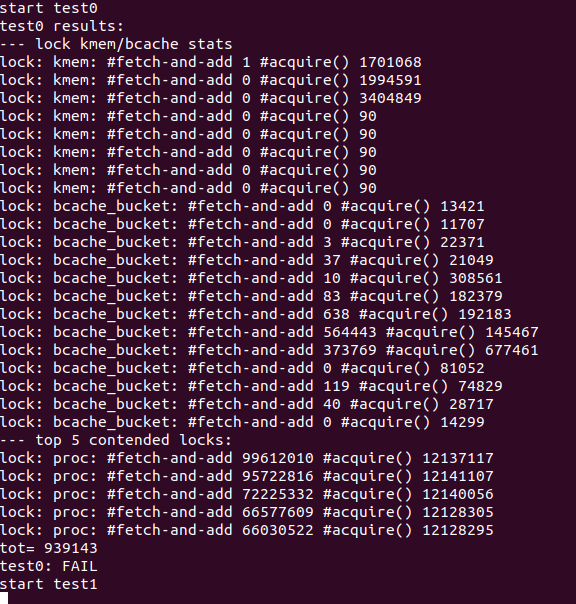 start test0
test0 results:
--- lock kmem/bcache stats
lock: kmem: #fetch-and-add 1 #acquire() 1701068
lock: kmem: #fetch-and-add 0 #acquire() 1994591
lock: kmem: #fetch-and-add 0 #acquire() 3404849
lock: kmem: #fetch-and-add 0 #acquire() 90
lock: kmem: #fetch-and-add 0 #acquire() 90
lock: kmem: #fetch-and-add 0 #acquire() 90
lock: kmem: #fetch-and-add 0 #acquire() 90
lock: kmem: #fetch-and-add 0 #acquire() 90
lock: bcache_bucket: #fetch-and-add 0 #acquire() 13421
lock: bcache_bucket: #fetch-and-add 0 #acquire() 11707
lock: bcache_bucket: #fetch-and-add 3 #acquire() 22371
lock: bcache_bucket: #fetch-and-add 37 #acquire() 21049
lock: bcache_bucket: #fetch-and-add 10 #acquire() 308561
lock: bcache_bucket: #fetch-and-add 83 #acquire() 182379
lock: bcache_bucket: #fetch-and-add 638 #acquire() 192183
lock: bcache_bucket: #fetch-and-add 564443 #acquire() 145467
lock: bcache_bucket: #fetch-and-add 373769 #acquire() 677461
lock: bcache_bucket: #fetch-and-add 0 #acquire() 81052
lock: bcache_bucket: #fetch-and-add 119 #acquire() 74829
lock: bcache_bucket: #fetch-and-add 40 #acquire() 28717
lock: bcache_bucket: #fetch-and-add 0 #acquire() 14299
--- top 5 contended locks:
lock: proc: #fetch-and-add 99612010 #acquire() 12137117
lock: proc: #fetch-and-add 95722816 #acquire() 12141107
lock: proc: #fetch-and-add 72225332 #acquire() 12140056
lock: proc: #fetch-and-add 66577609 #acquire() 12128305
lock: proc: #fetch-and-add 66030522 #acquire() 12128295
tot= 939143
test0: FAIL
start test1